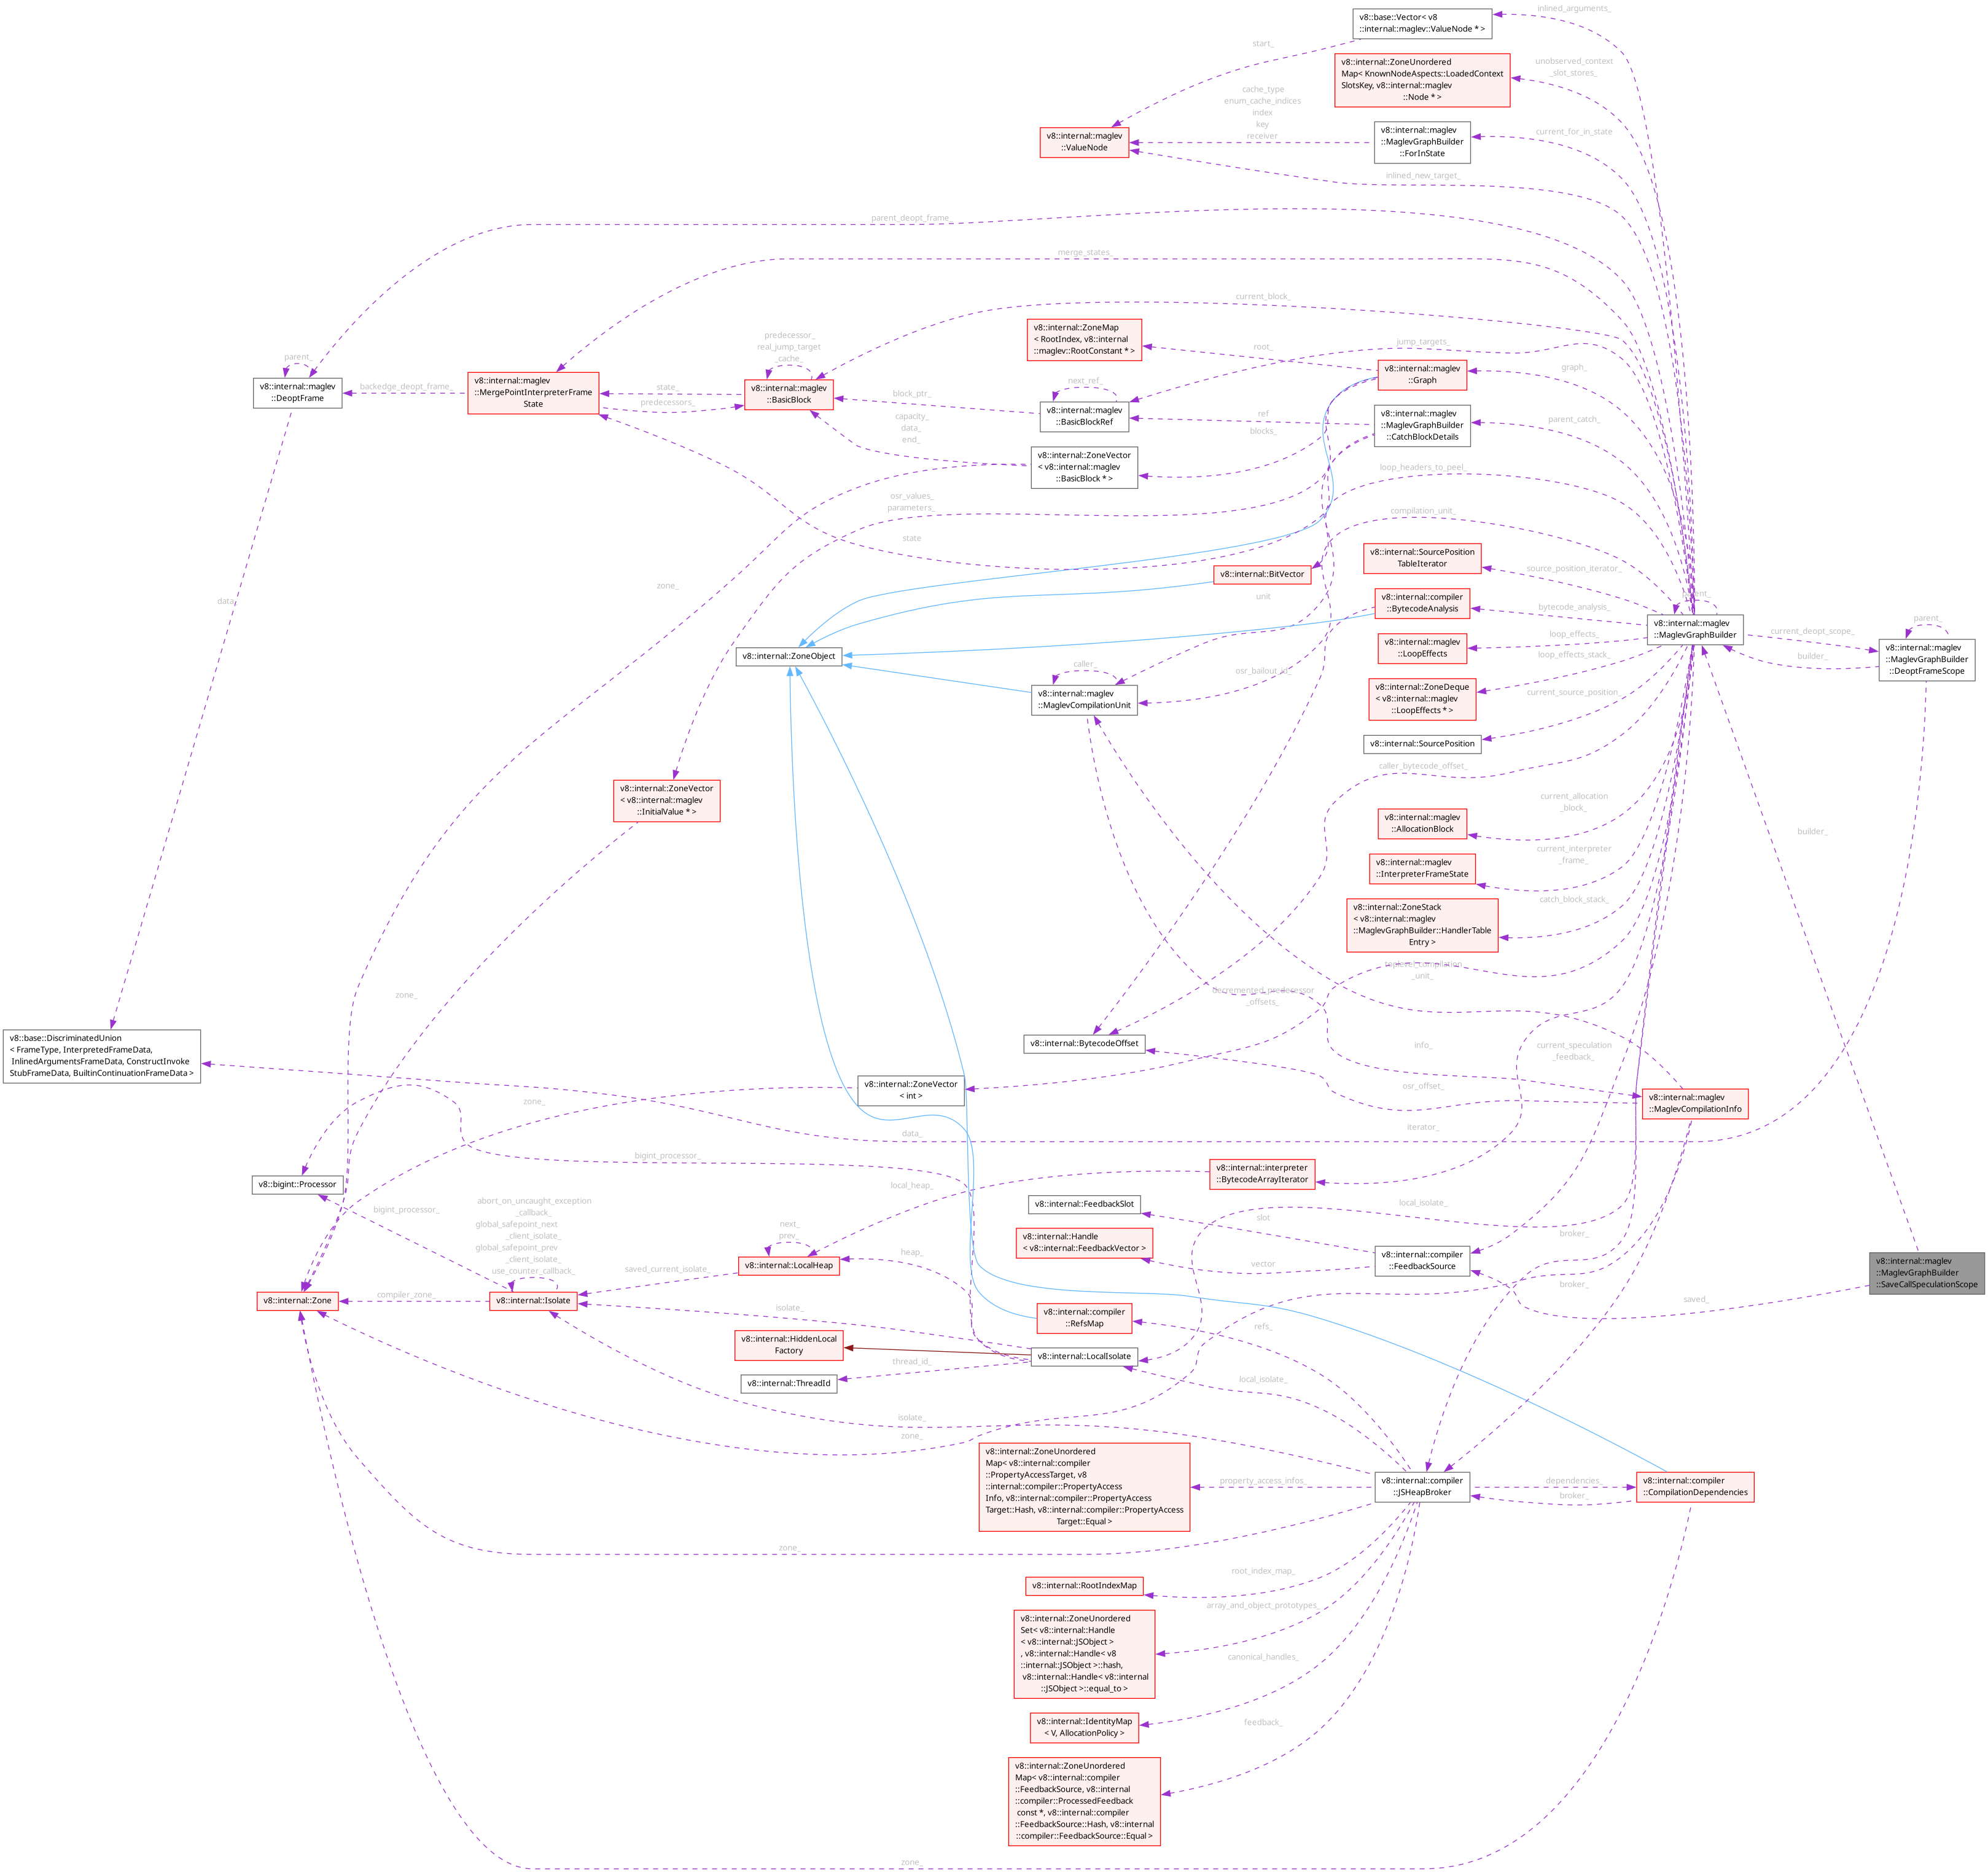 v8::base::Vector< v8
::internal::maglev::ValueNode * >
inlined_arguments_
start_
v8::internal::ZoneUnordered
Map< KnownNodeAspects::LoadedContext
SlotsKey, v8::internal::maglev
::Node * >
unobserved_context
_slot_stores_
cache_type
enum_cache_indices
index
key
receiver
v8::internal::maglev
::ValueNode
v8::internal::maglev
::MaglevGraphBuilder
::ForInState
current_for_in_state
inlined_new_target_
parent_deopt_frame_
merge_states_
current_block_
v8::internal::ZoneMap
< RootIndex, v8::internal
::maglev::RootConstant * >
root_
jump_targets_
v8::internal::maglev
::Graph
graph_
parent_
v8::internal::maglev
::DeoptFrame
backedge_deopt_frame_
v8::internal::maglev
::MergePointInterpreterFrame
State
state_
predecessors_
predecessor_
real_jump_target
_cache_
v8::internal::maglev
::BasicBlock
block_ptr_
next_ref_
v8::internal::maglev
::BasicBlockRef
ref
blocks_
v8::internal::maglev
::MaglevGraphBuilder
::CatchBlockDetails
parent_catch_
capacity_
data_
end_
v8::internal::ZoneVector
< v8::internal::maglev
::BasicBlock * >
loop_headers_to_peel_
osr_values_
parameters_
compilation_unit_
state
v8::internal::SourcePosition
TableIterator
source_position_iterator_
v8::internal::BitVector
zone_
data_
unit
v8::internal::compiler
::BytecodeAnalysis
bytecode_analysis_
parent_
v8::internal::maglev
::MaglevGraphBuilder
current_deopt_scope_
builder_
parent_
v8::internal::maglev
::MaglevGraphBuilder
::DeoptFrameScope
v8::internal::ZoneObject
v8::internal::maglev
::LoopEffects
loop_effects_
loop_effects_stack_
osr_bailout_id_
caller_
v8::internal::maglev
::MaglevCompilationUnit
v8::internal::ZoneDeque
< v8::internal::maglev
::LoopEffects * >
current_source_position_
v8::internal::SourcePosition
caller_bytecode_offset_
v8::internal::ZoneVector
< v8::internal::maglev
::InitialValue * >
v8::internal::maglev
::AllocationBlock
current_allocation
_block_
builder_
v8::internal::maglev
::InterpreterFrameState
current_interpreter
_frame_
v8::internal::ZoneStack
< v8::internal::maglev
::MaglevGraphBuilder::HandlerTable
Entry >
catch_block_stack_
toplevel_compilation
_unit_
decremented_predecessor
_offsets_
zone_
v8::base::DiscriminatedUnion
< FrameType, InterpretedFrameData,
InlinedArgumentsFrameData, ConstructInvoke
StubFrameData, BuiltinContinuationFrameData >
v8::internal::BytecodeOffset
info_
current_speculation
_feedback_
osr_offset_
v8::internal::ZoneVector
< int >
zone_
v8::internal::maglev
::MaglevCompilationInfo
data_
iterator_
bigint_processor_
v8::bigint::Processor
bigint_processor_
local_heap_
v8::internal::interpreter
::BytecodeArrayIterator
abort_on_uncaught_exception
_callback_
global_safepoint_next
_client_isolate_
global_safepoint_prev
_client_isolate_
use_counter_callback_
v8::internal::FeedbackSlot
slot
local_isolate_
next_
prev_
v8::internal::LocalHeap
heap_
saved_current_isolate_
v8::internal::Handle
< v8::internal::FeedbackVector >
vector
v8::internal::compiler
::FeedbackSource
broker_
saved_
v8::internal::maglev
::MaglevGraphBuilder
::SaveCallSpeculationScope
v8::internal::Zone
compiler_zone_
v8::internal::Isolate
isolate_
v8::internal::compiler
::RefsMap
refs_
broker_
v8::internal::HiddenLocal
Factory
v8::internal::LocalIsolate
thread_id_
v8::internal::ThreadId
local_isolate_
isolate_
zone_
v8::internal::ZoneUnordered
Map< v8::internal::compiler
::PropertyAccessTarget, v8
::internal::compiler::PropertyAccess
Info, v8::internal::compiler::PropertyAccess
Target::Hash, v8::internal::compiler::PropertyAccess
Target::Equal >
property_access_infos_
v8::internal::compiler
::JSHeapBroker
dependencies_
broker_
v8::internal::compiler
::CompilationDependencies
zone_
v8::internal::RootIndexMap
root_index_map_
v8::internal::ZoneUnordered
Set< v8::internal::Handle
< v8::internal::JSObject >
, v8::internal::Handle< v8
::internal::JSObject >::hash,
v8::internal::Handle< v8::internal
::JSObject >::equal_to >
array_and_object_prototypes_
canonical_handles_
v8::internal::IdentityMap
< V, AllocationPolicy >
feedback_
v8::internal::ZoneUnordered
Map< v8::internal::compiler
::FeedbackSource, v8::internal
::compiler::ProcessedFeedback
const *, v8::internal::compiler
::FeedbackSource::Hash, v8::internal
::compiler::FeedbackSource::Equal >
zone_